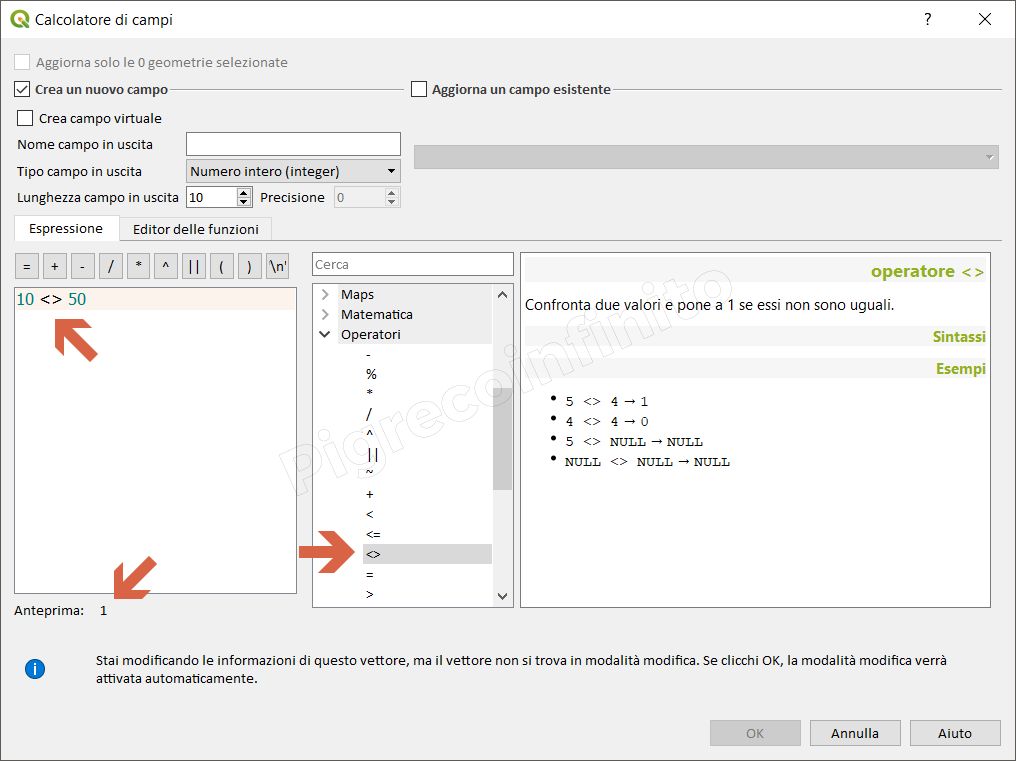 Calcolatore di campi
?
Aggiorna solo le 0 geometrie selezionate
Crea un nuovo campo
Aggiorna un campo esistente
Crea campo virtuale
Nome campo in uscita
Tipo campo in uscita Numero intero (integer)
Lunghezza campo in uscita 10 Precisione 0
Espressione Editor delle funzioni
= + - / * ^ || ( ) \n'
10 <> 50
Anteprima: 1
Cerca
Maps
Matematica
Operatori
-
%
*
/
^
||
~
+
<
<=
<>
=
>
operatore <>
Confronta due valori e pone a 1 se essi non sono uguali.
Sintassi
Esempi
• 5 <> 4 → 1
• 4 <> 4 → 0
• 5 <> NULL → NULL
• NULL <> NULL → NULL
Pigrecoinfinito
Stai modificando le informazioni di questo vettore, ma il vettore non si trova in modalità modifica. Se clicchi OK, la modalità modifica verrà
attivata automaticamente.
OK Annulla Aiuto